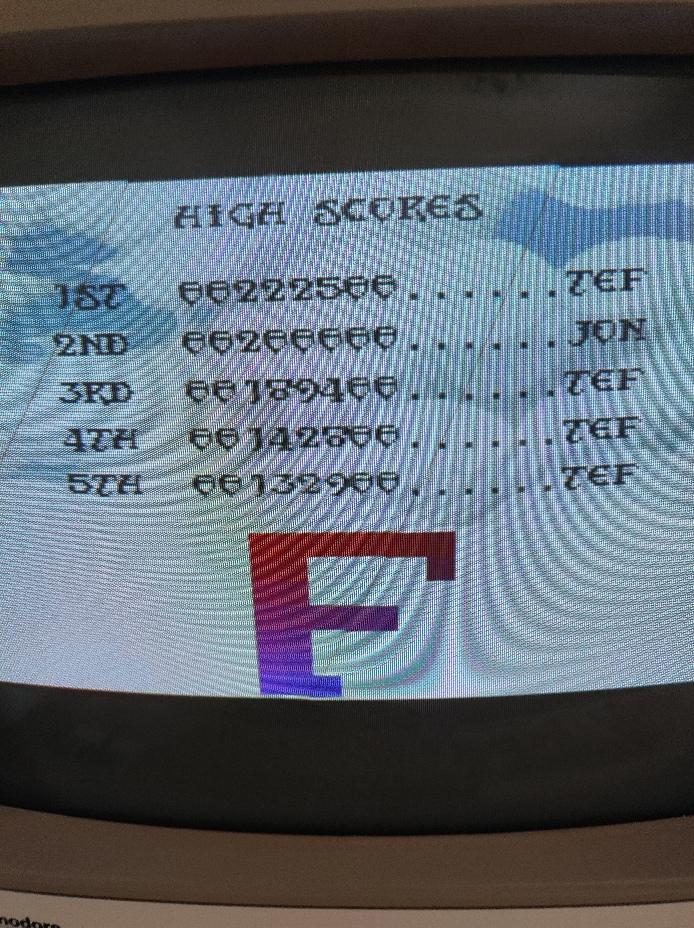 HIGH SCORES
1ST 00222500......TEF
2ND 00200000......JON
3RD 00189400......TEF
4TH 00142800......TEF
5TH 00132900......TEF
F